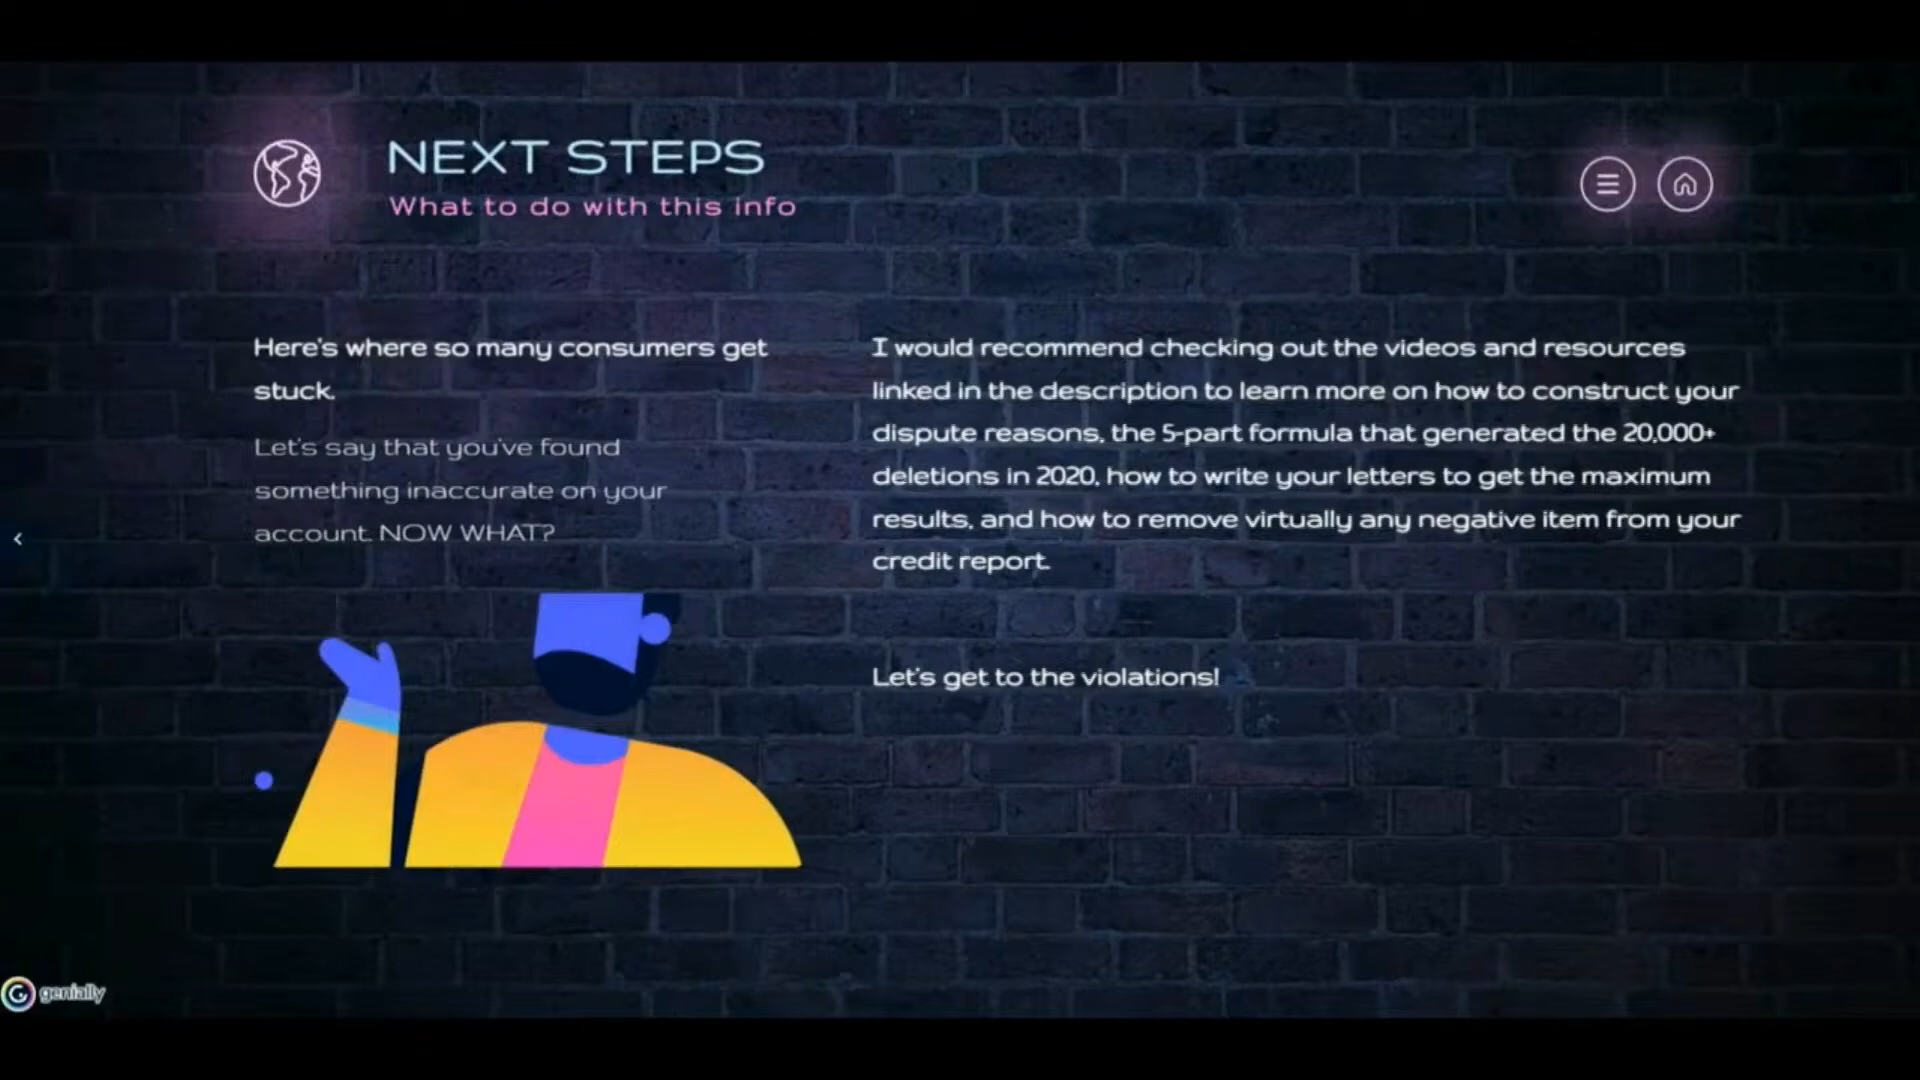 NEXT STEPS
What to do with this info
Here's where so many consumers get
stuck.
Let's say that you've found
something inaccurate on your
account. NOW WHAT?
I would recommend checking out the videos and resources
linked in the description to learn more on how to construct your
dispute reasons, the 5-part formula that generated the 20,000+
deletions in 2020, how to write your letters to get the maximum
results, and how to remove virtually any negative item from your
credit report.
Let's get to the violations!
genially